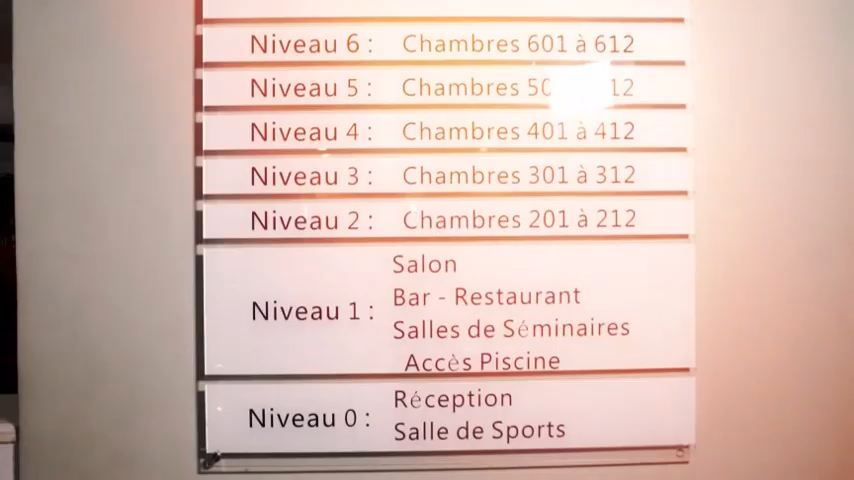 Niveau 6 : Chambres 601 à 612
Niveau 5 : Chambres
Niveau 4 : Chambres 401 à 412
Niveau 3 : Chambres 301 à 312
Niveau 2 : Chambres 201 à 212
Niveau 1 :
Salon
Bar - Restaurant
Salles de Séminaires
Accès Piscine
Niveau 0 :
Réception
Salle de Sports